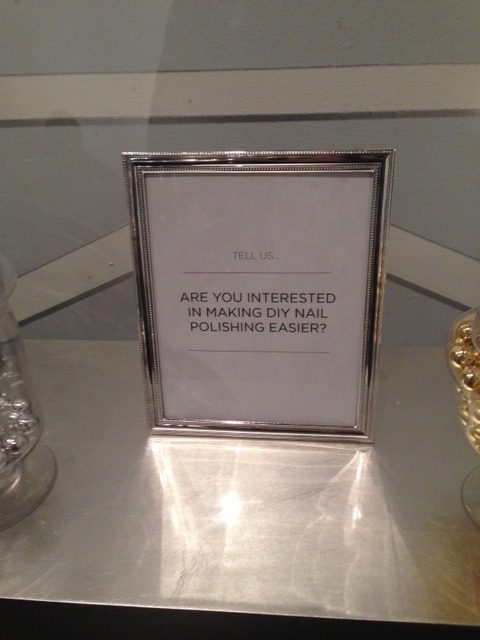 TELL US..
ARE YOU INTERESTED
IN MAKING DIY NAIL
POLISHING EASIER?